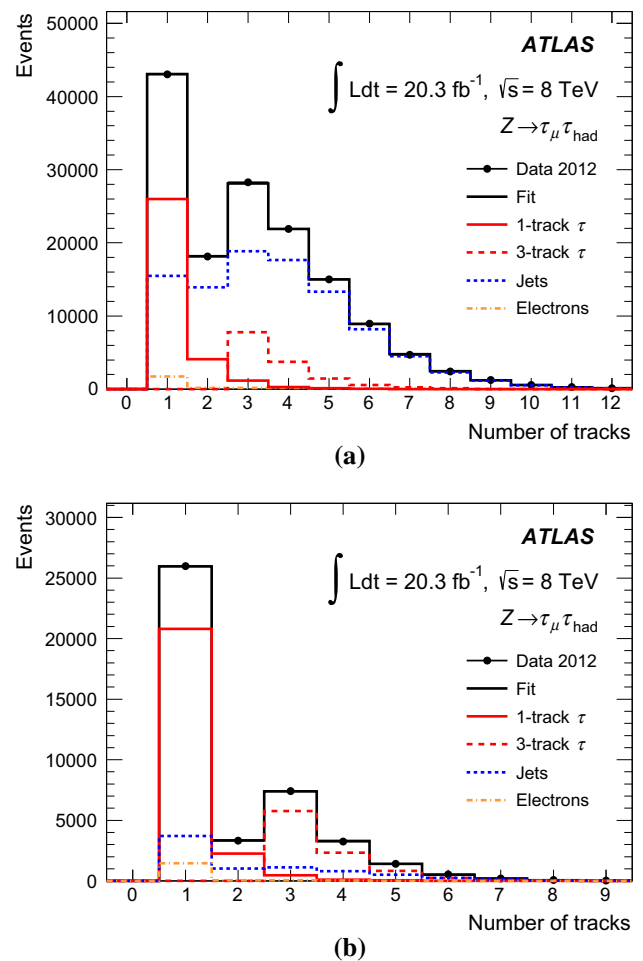 Events
50000
40000
30000
20000
10000
0
ATLAS
∫ Ldt = 20.3 fb⁻¹, √s = 8 TeV
Z→τμτhad
Data 2012
Fit
1-track τ
3-track τ
Jets
Electrons
0 1 2 3 4 5 6 7 8 9 10 11 12
Number of tracks
(a)
Events
30000
25000
20000
15000
10000
5000
0
ATLAS
∫ Ldt = 20.3 fb⁻¹, √s = 8 TeV
Z→τμτhad
Data 2012
Fit
1-track τ
3-track τ
Jets
Electrons
0 1 2 3 4 5 6 7 8 9
Number of tracks
(b)